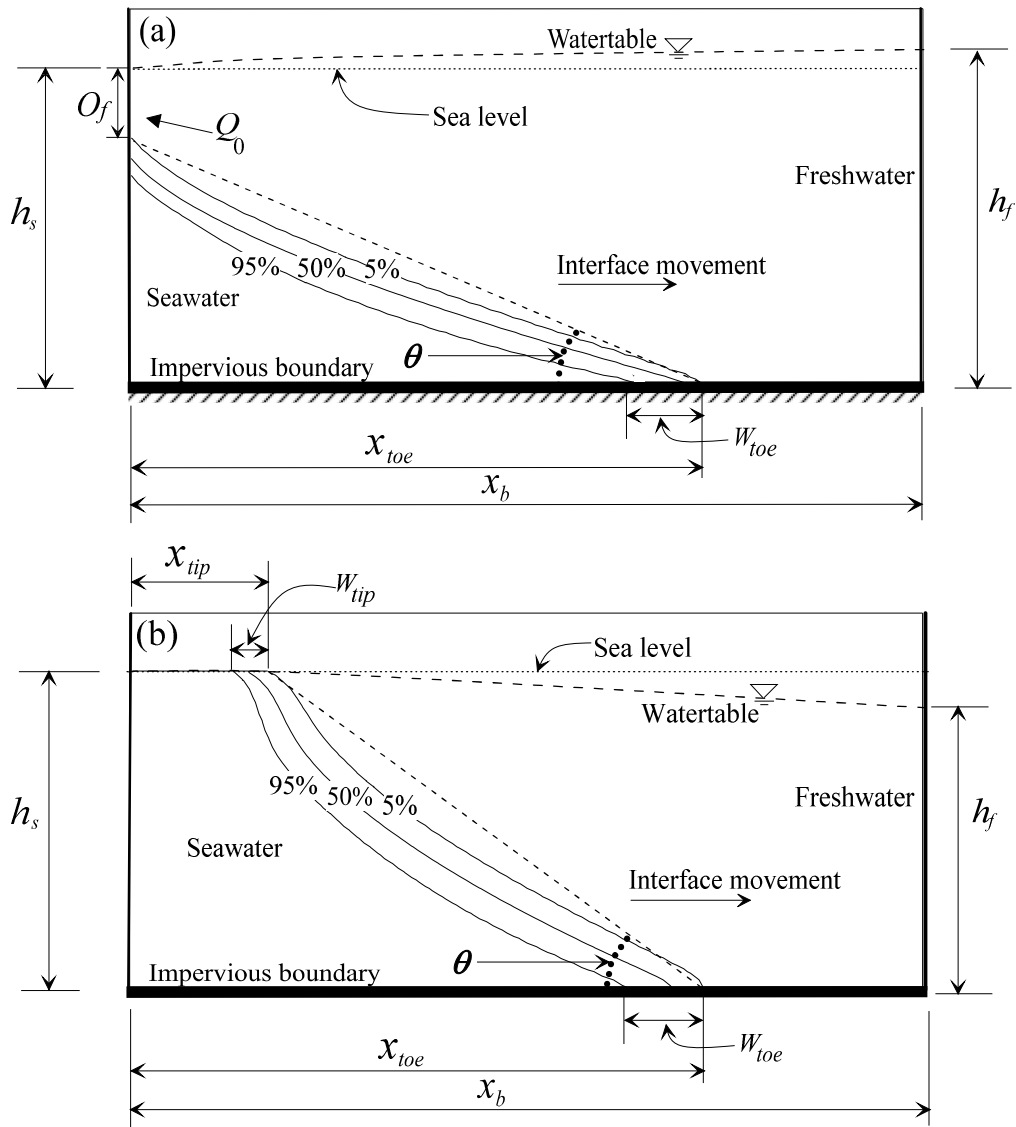 (a)
Watertable
O_f
Q_0
Sea level
h_s
Freshwater
h_f
95% 50% 5%
Interface movement
Seawater
θ
Impervious boundary
x_toe
W_toe
x_b
x_tip
W_tip
(b)
Sea level
Watertable
95% 50% 5%
Freshwater
h_s
h_f
Seawater
Interface movement
θ
Impervious boundary
x_toe
W_toe
x_b